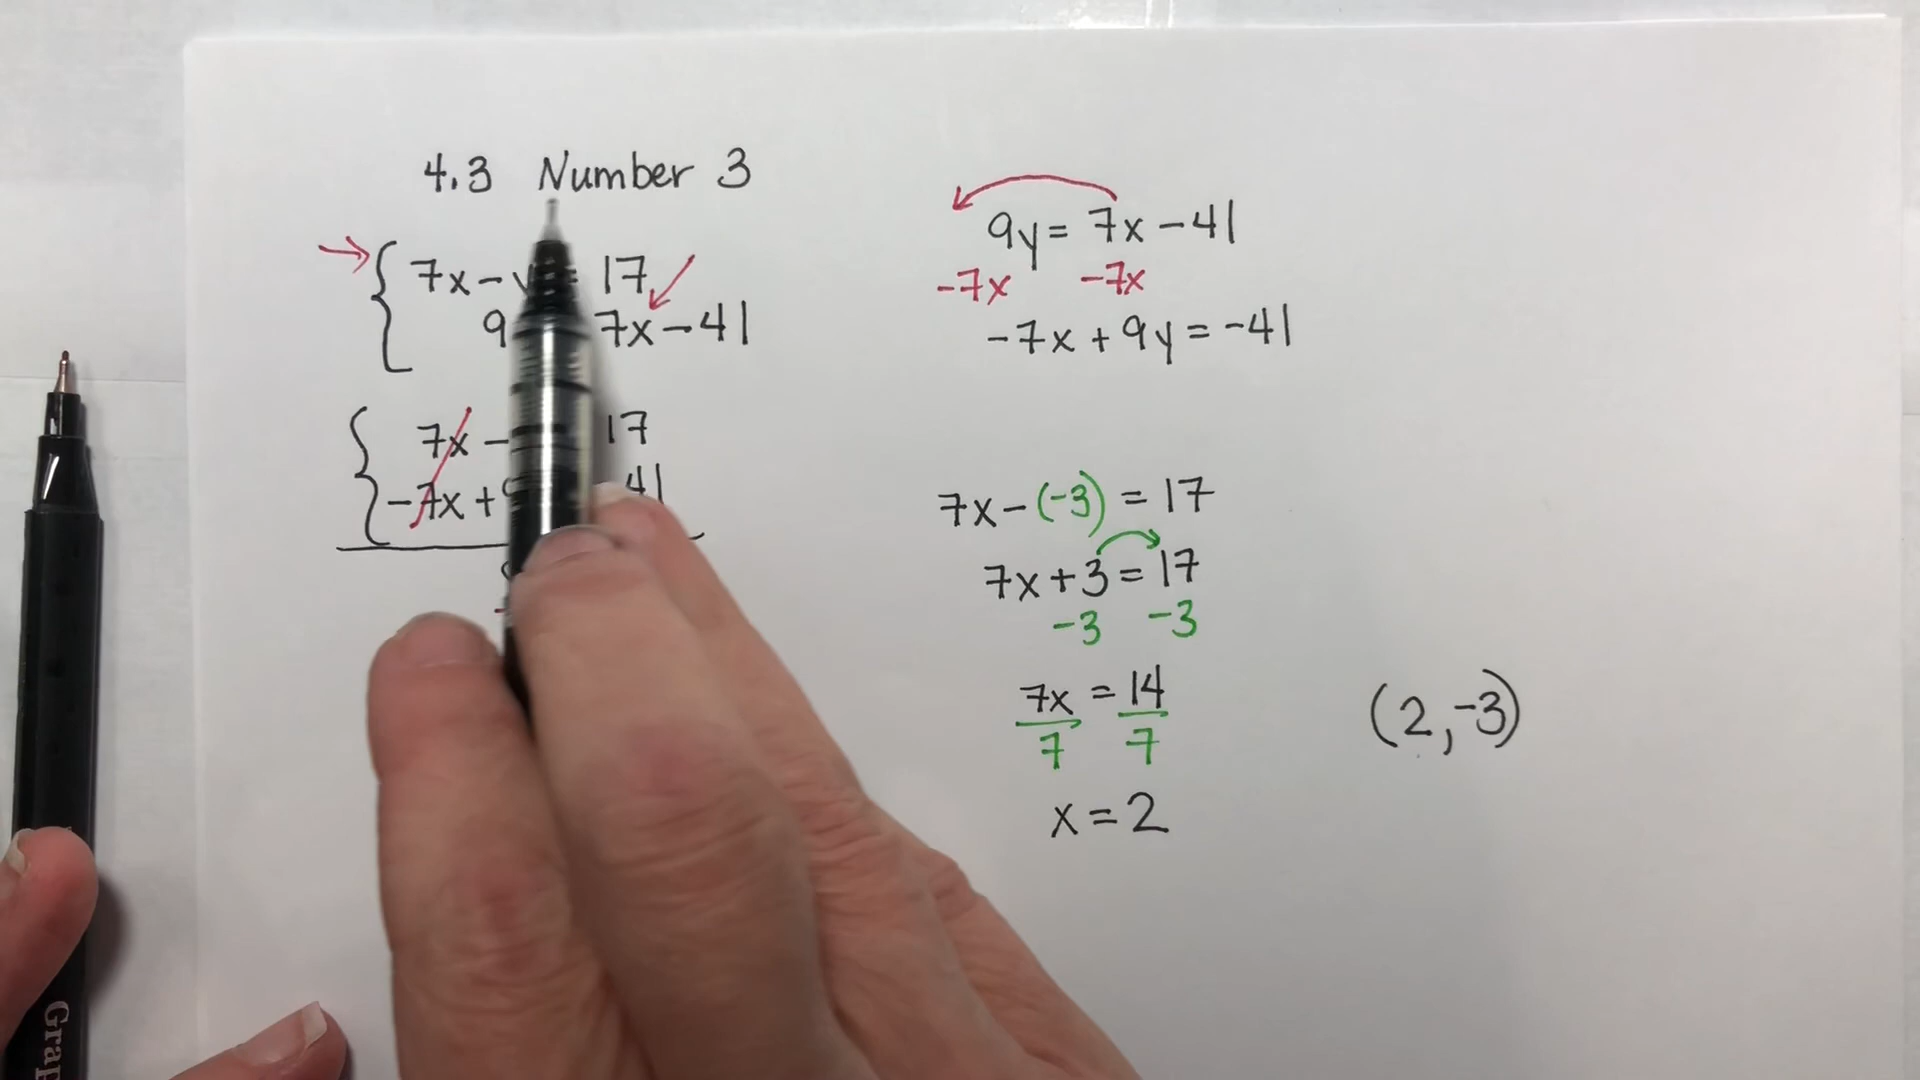 4.3 Number 3
7x - y = 17
9 7x - 41
7x - 17
-7x + 41
9y = 7x - 41
-7x -7x
-7x + 9y = -41
7x - (-3) = 17
7x + 3 = 17
-3 -3
7x = 14
7 7
x = 2
(2, -3)
Grap